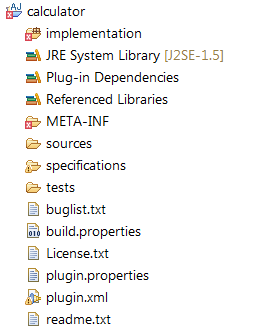 calculator
implementation
JRE System Library [J2SE-1.5]
Plug-in Dependencies
Referenced Libraries
META-INF
sources
specifications
tests
buglist.txt
build.properties
License.txt
plugin.properties
plugin.xml
readme.txt